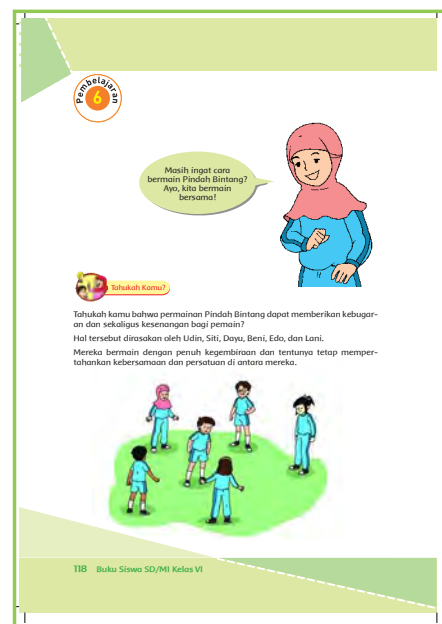 Pembelajaran
6
Masih ingat cara
bermain Pindah Bintang?
Ayo, kita bermain
bersama!
Tahukah Kamu?
Tahukah kamu bahwa permainan Pindah Bintang dapat memberikan kebugar-
an dan sekaligus kesenangan bagi pemain?
Hal tersebut dirasakan oleh Udin, Siti, Dayu, Beni, Edo, dan Lani.
Mereka bermain dengan penuh kegembiraan dan tentunya tetap memper-
tahankan kebersamaan dan persatuan di antara mereka.
118 Buku Siswa SD/MI Kelas VI